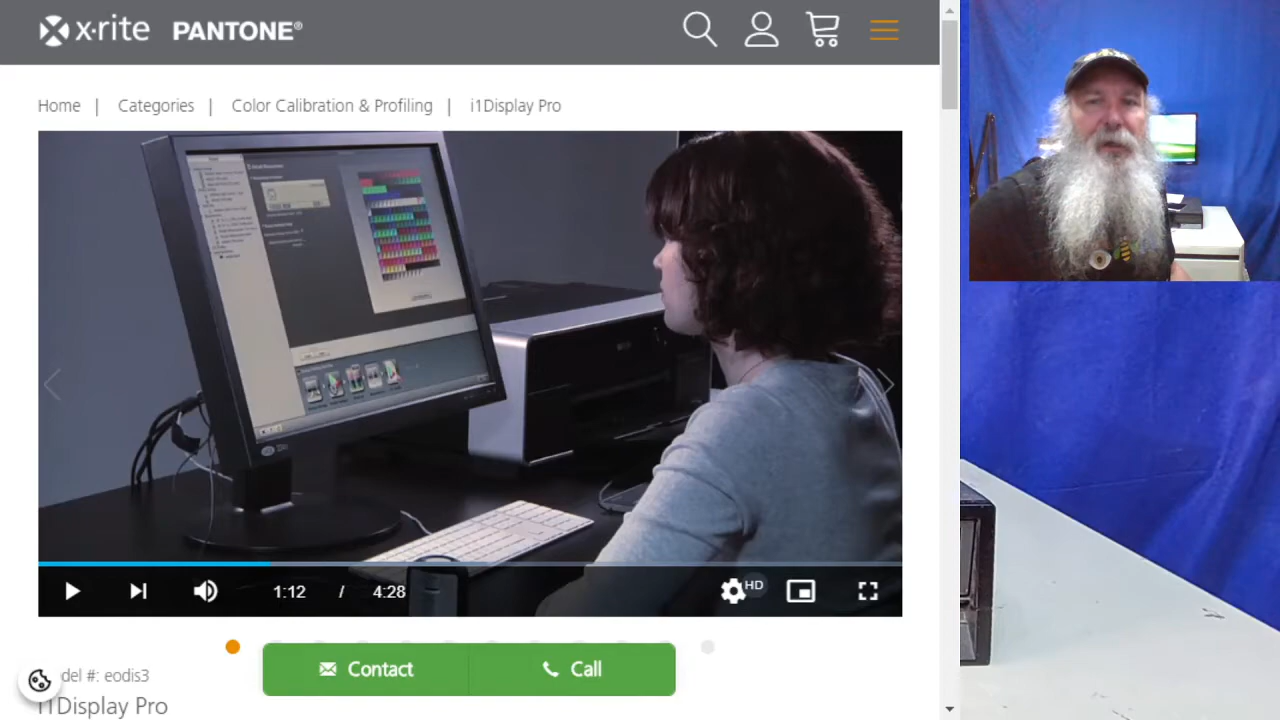 x·rite PANTONE®
Home | Categories | Color Calibration & Profiling | i1Display Pro
1:12 / 4:28
HD
Contact
Call
del #: eodis3
i1Display Pro